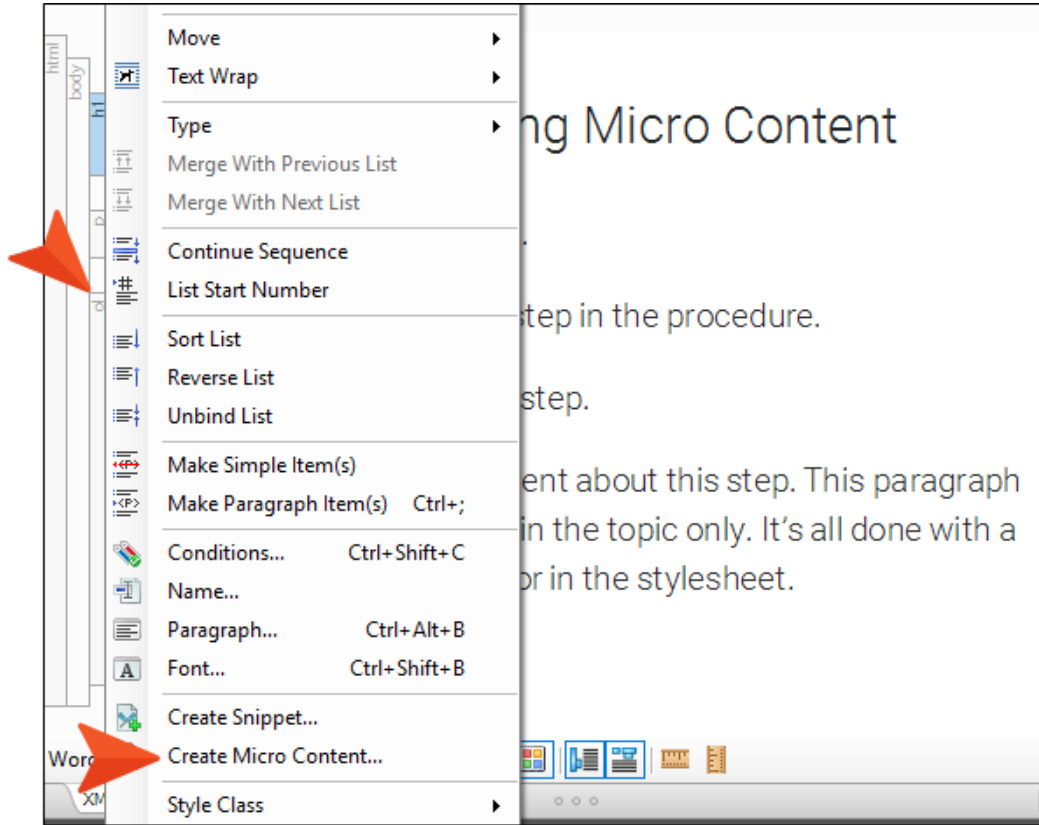 html
body
h1
p
ol
Move
Text Wrap
Type
Merge With Previous List
Merge With Next List
Continue Sequence
List Start Number
Sort List
Reverse List
Unbind List
Make Simple Item(s)
Make Paragraph Item(s) Ctrl+;
Conditions... Ctrl+Shift+C
Name...
Paragraph... Ctrl+Alt+B
Font... Ctrl+Shift+B
Create Snippet...
Create Micro Content...
Style Class
ng Micro Content
.
step in the procedure.
step.
ent about this step. This paragraph
in the topic only. It's all done with a
or in the stylesheet.
Wor
XM